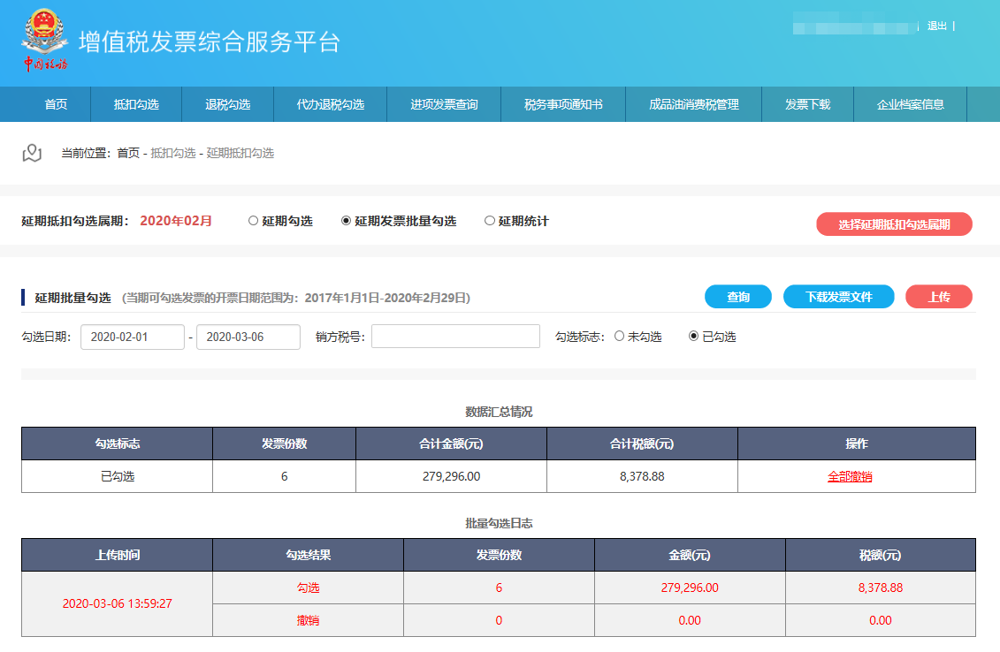 中国税务
增值税发票综合服务平台
退出 |
首页 抵扣勾选 退税勾选 代办退税勾选 进项发票查询 税务事项通知书 成品油消费税管理 发票下载 企业档案信息
当前位置：首页 - 抵扣勾选 - 延期抵扣勾选
延期抵扣勾选属期： 2020年02月 延期勾选 延期发票批量勾选 延期统计 选择延期抵扣勾选属期
延期批量勾选 (当期可勾选发票的开票日期范围为：2017年1月1日-2020年2月29日) 查询 下载发票文件 上传
勾选日期： 2020-02-01 - 2020-03-06 销方税号： 勾选标志： 未勾选 已勾选
数据汇总情况
勾选标志 发票份数 合计金额(元) 合计税额(元) 操作
已勾选 6 279,296.00 8,378.88 全部撤销
批量勾选日志
上传时间 勾选结果 发票份数 金额(元) 税额(元)
2020-03-06 13:59:27 勾选 6 279,296.00 8,378.88
撤销 0 0.00 0.00